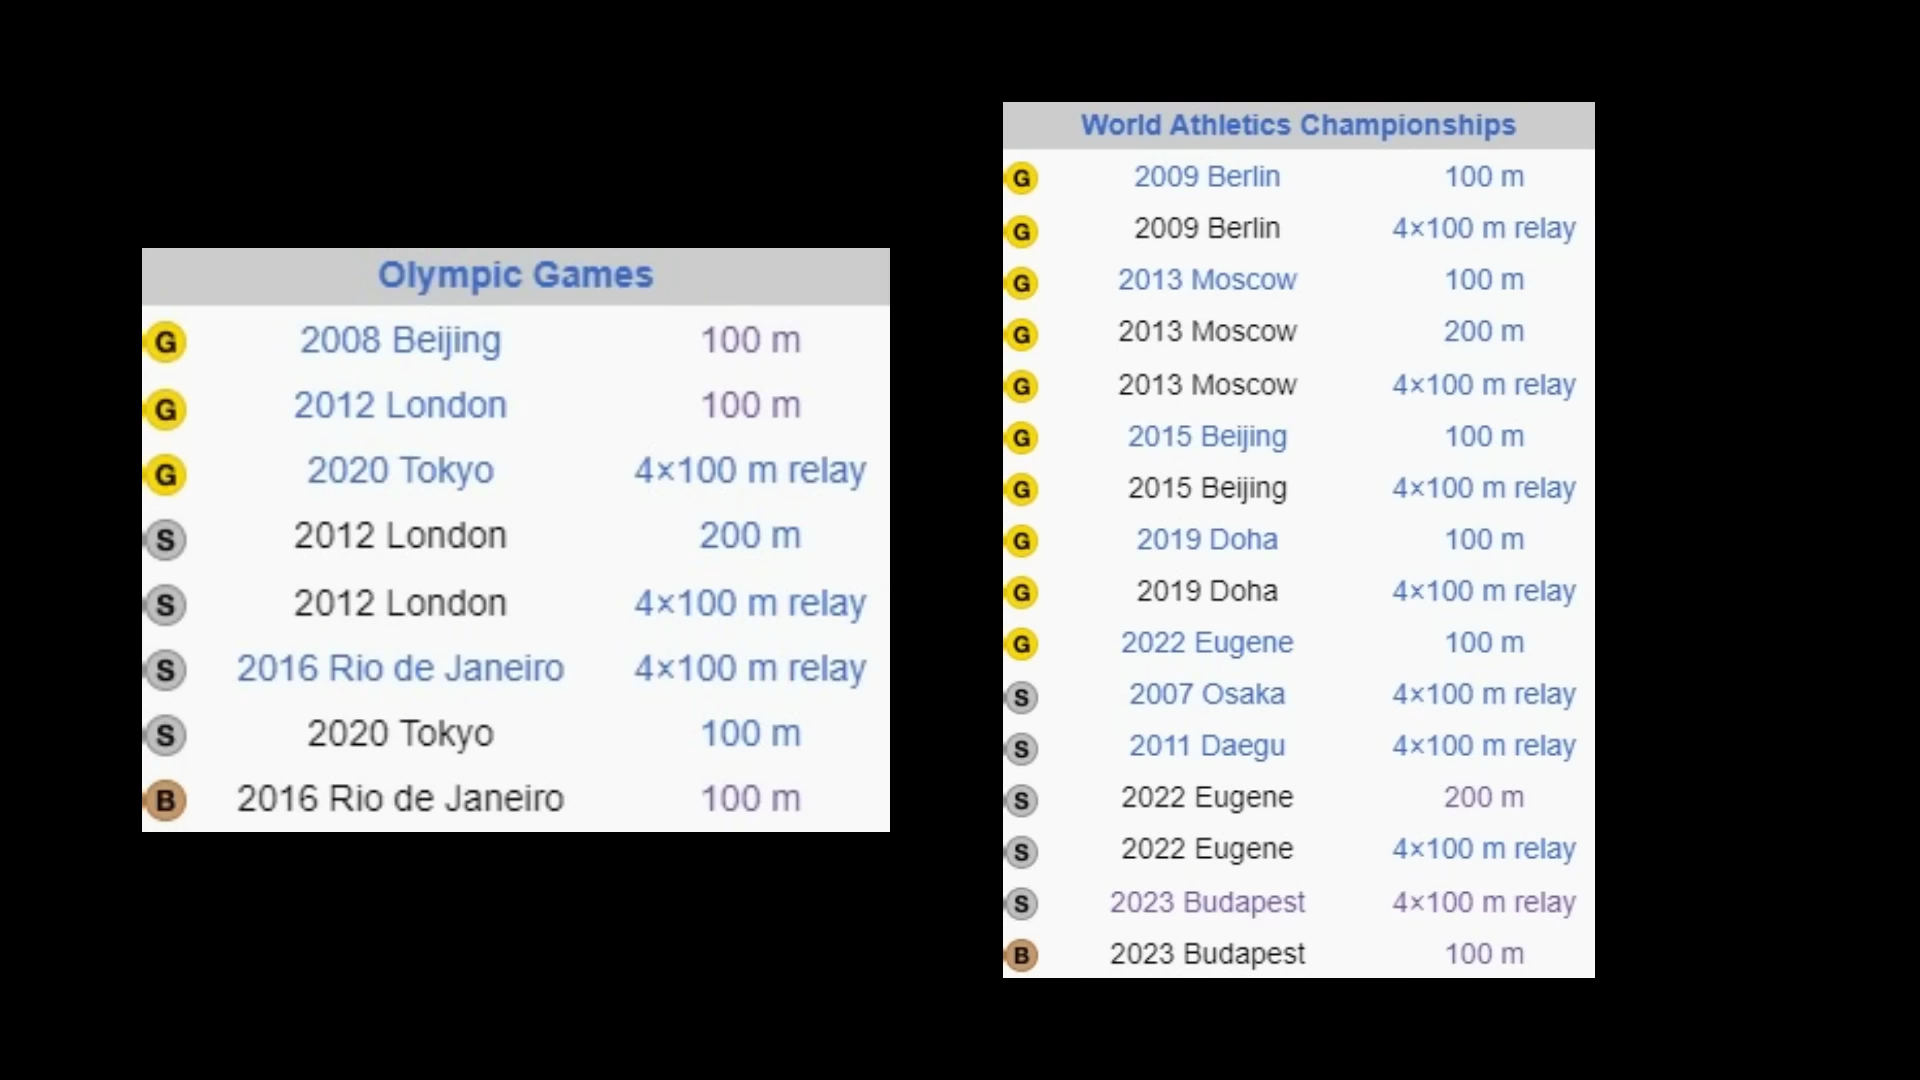 Olympic Games
G 2008 Beijing 100 m
G 2012 London 100 m
G 2020 Tokyo 4×100 m relay
S 2012 London 200 m
S 2012 London 4×100 m relay
S 2016 Rio de Janeiro 4×100 m relay
S 2020 Tokyo 100 m
B 2016 Rio de Janeiro 100 m
World Athletics Championships
G 2009 Berlin 100 m
G 2009 Berlin 4×100 m relay
G 2013 Moscow 100 m
G 2013 Moscow 200 m
G 2013 Moscow 4×100 m relay
G 2015 Beijing 100 m
G 2015 Beijing 4×100 m relay
G 2019 Doha 100 m
G 2019 Doha 4×100 m relay
G 2022 Eugene 100 m
S 2007 Osaka 4×100 m relay
S 2011 Daegu 4×100 m relay
S 2022 Eugene 200 m
S 2022 Eugene 4×100 m relay
S 2023 Budapest 4×100 m relay
B 2023 Budapest 100 m